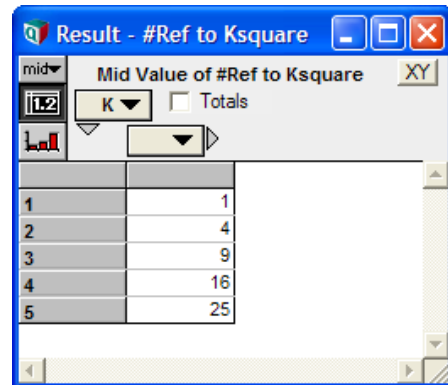 Result - #Ref to Ksquare
mid
Mid Value of #Ref to Ksquare
XY
1.2
K
Totals
1 1
2 4
3 9
4 16
5 25